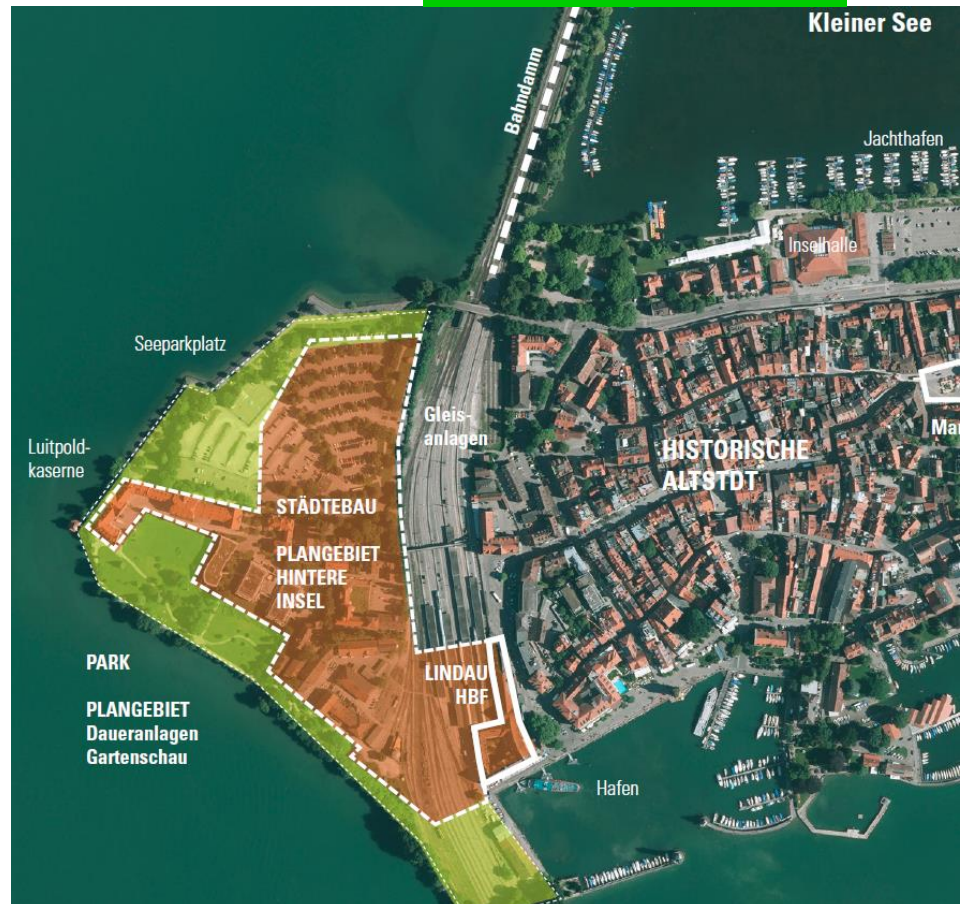 Kleiner See
Bahndamm
Jachthafen
Inselhalle
Seeparkplatz
Gleis-
anlagen
Luitpold-
kaserne
HISTORISCHE
ALTSTDT
STÄDTEBAU
PLANGEBIET
HINTERE
INSEL
PARK
PLANGEBIET
Daueranlagen
Gartenschau
LINDAU
HBF
Hafen